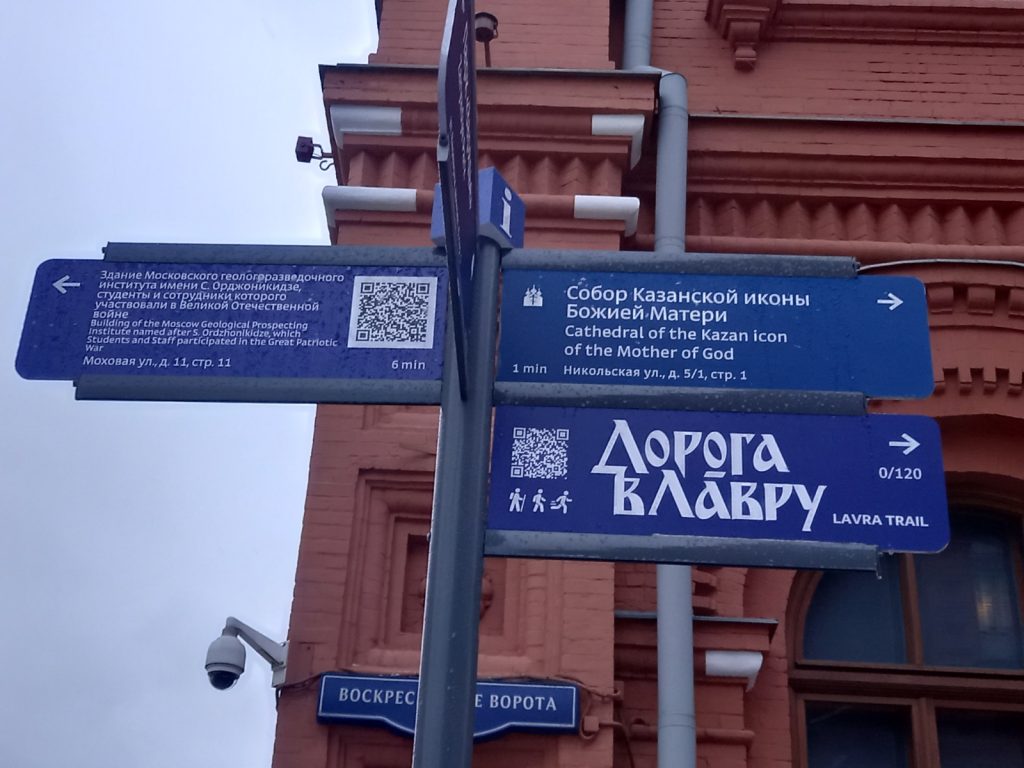 i
Здание Московского геологоразведочного
института имени С. Орджоникидзе,
студенты и сотрудники которого
участвовали в Великой Отечественной
войне
Building of the Moscow Geological Prospecting
Institute named after S. Ordzhonikidze, which
Students and Staff participated in the Great Patriotic
War
Моховая ул., д. 11, стр. 11
6 min
Собор Казанской иконы
Божией Матери
Cathedral of the Kazan icon
of the Mother of God
1 min Никольская ул., д. 5/1, стр. 1
Дорога
в Лавру
0/120
LAVRA TRAIL
ВОРОТА